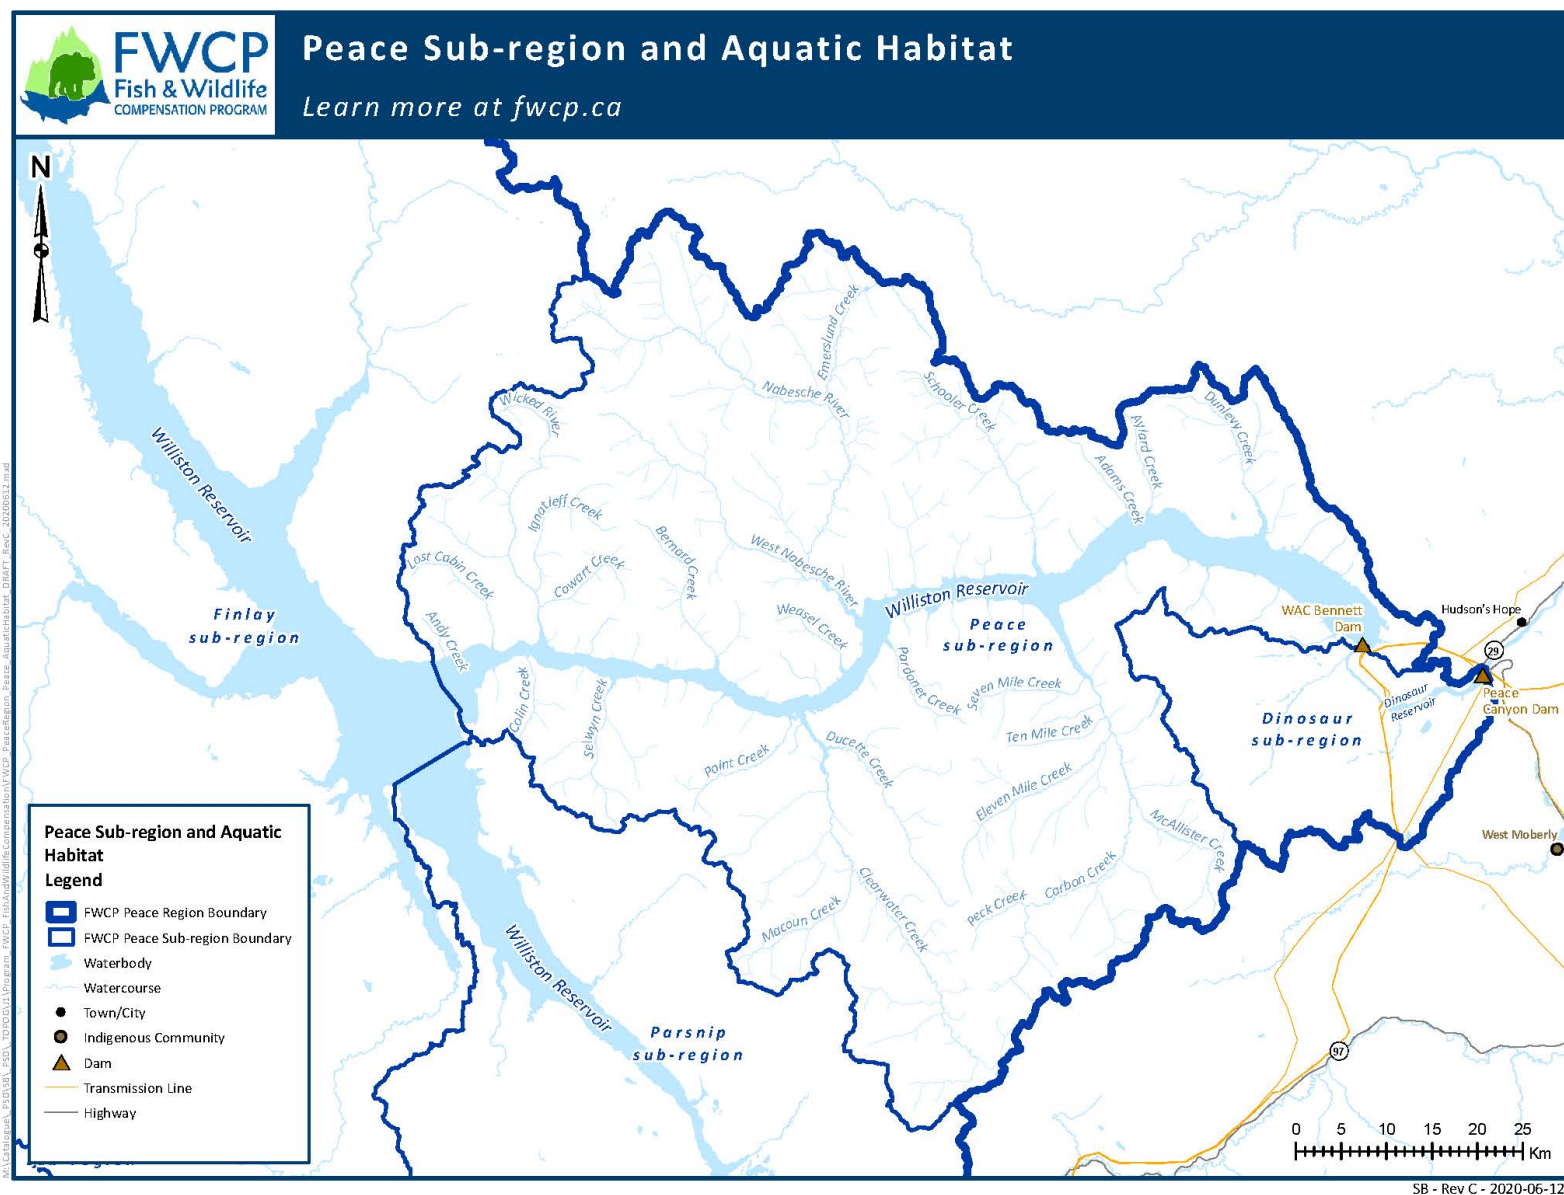 FWCP
Fish & Wildlife
COMPENSATION PROGRAM
Peace Sub-region and Aquatic Habitat
Learn more at fwcp.ca
N
Emerslund Creek
Nabesche River
Schooler Creek
Wicked River
Dunlevy Creek
Aylard Creek
Adams Creek
Williston Reservoir
Ignatieff Creek
Bernard Creek
West Nabesche River
Lost Cabin Creek
Cowart Creek
Weasel Creek
Williston Reservoir
Andy Creek
Finlay
sub-region
Peace
sub-region
WAC Bennett
Dam
Hudson's Hope
29
Pardonet Creek
Seven Mile Creek
Colin Creek
Selwyn Creek
Dinosaur
Reservoir
Peace
Canyon Dam
Dinosaur
sub-region
Ten Mile Creek
Ducette Creek
Point Creek
Eleven Mile Creek
McAllister Creek
West Moberly
Clearwater Creek
Carbon Creek
Peck Creek
Macoun Creek
Williston Reservoir
Parsnip
sub-region
97
Peace Sub-region and Aquatic
Habitat
Legend
FWCP Peace Region Boundary
FWCP Peace Sub-region Boundary
Waterbody
Watercourse
Town/City
Indigenous Community
Dam
Transmission Line
Highway
0 5 10 15 20 25
Km
SB - Rev C - 2020-06-12